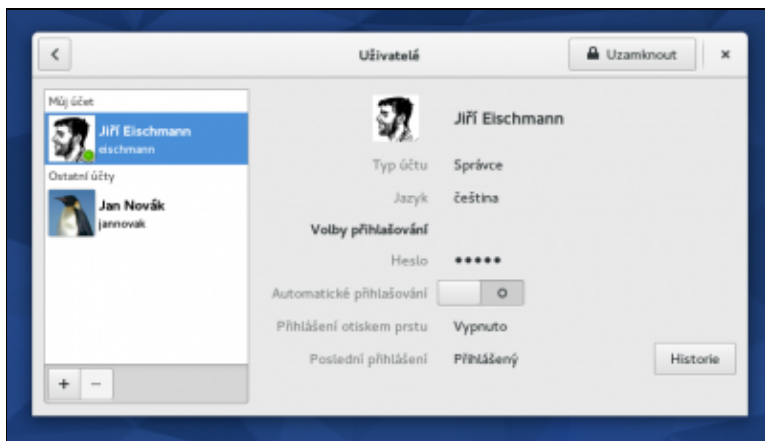 Uživatelé
Uzamknout
Můj účet
Jiří Eischmann
eischmann
Ostatní účty
Jan Novák
jannovak
Jiří Eischmann
Typ účtu Správce
Jazyk čeština
Volby přihlašování
Heslo •••••
Automatické přihlašování
Přihlášení otiskem prstu Vypnuto
Poslední přihlášení Přihlášený
Historie